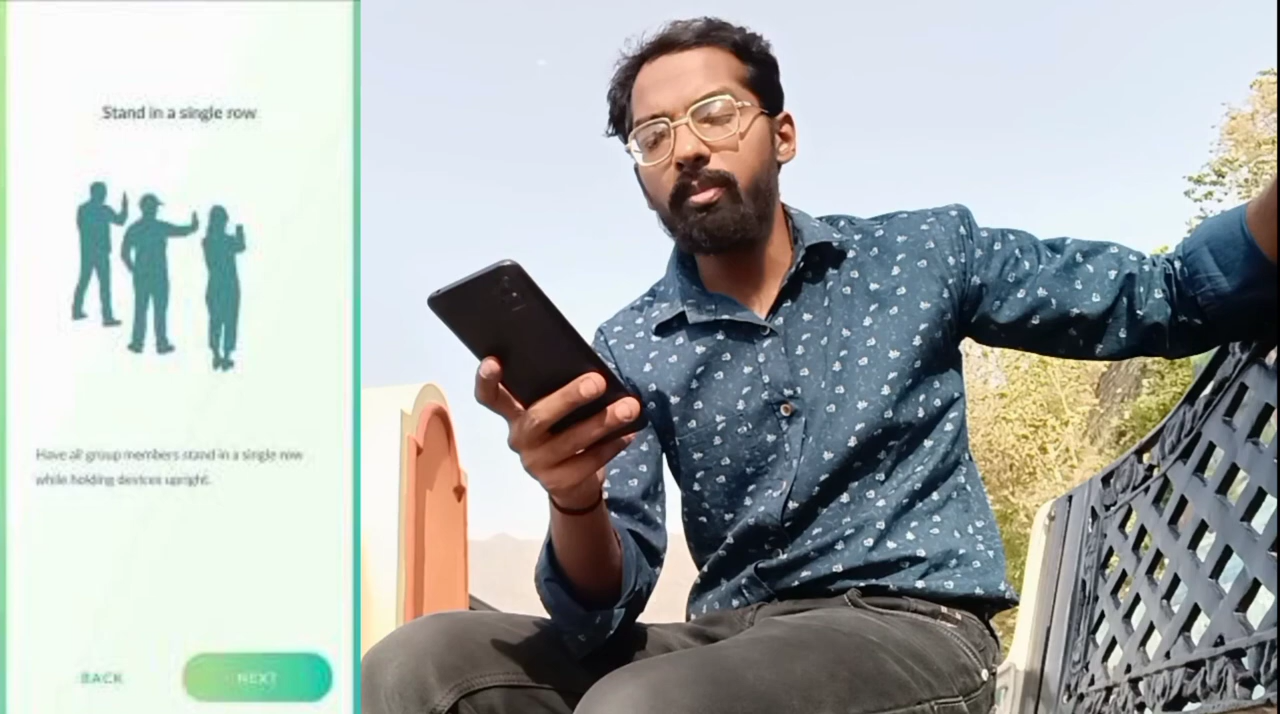 Stand in a single row
Have all group members stand in a single row
while holding devices upright.
BACK
NEXT